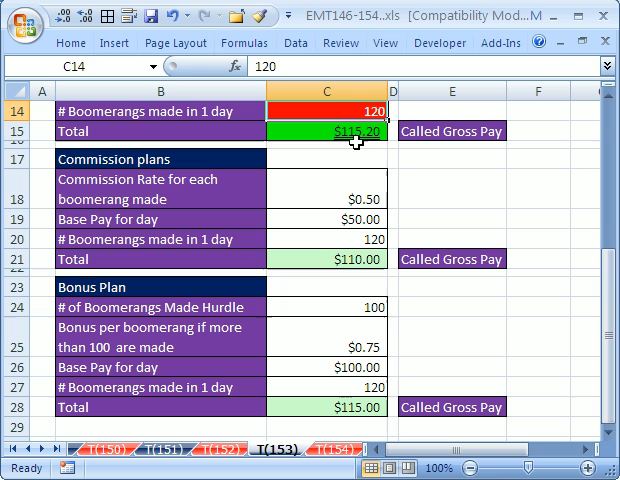 EMT146-154..xls [Compatibility Mod...M
Home Insert Page Layout Formulas Data Review View Developer Add-Ins
C14 fx 120
A B C D E F
14 # Boomerangs made in 1 day 120
15 Total $115.20 Called Gross Pay
16
17 Commission plans
Commission Rate for each
18 boomerang made $0.50
19 Base Pay for day $50.00
20 # Boomerangs made in 1 day 120
21 Total $110.00 Called Gross Pay
22
23 Bonus Plan
24 # of Boomerangs Made Hurdle 100
Bonus per boomerang if more
25 than 100 are made $0.75
26 Base Pay for day $100.00
27 # Boomerangs made in 1 day 120
28 Total $115.00 Called Gross Pay
29
T(150) T(151) T(152) T(153) T(154)
Ready 100%